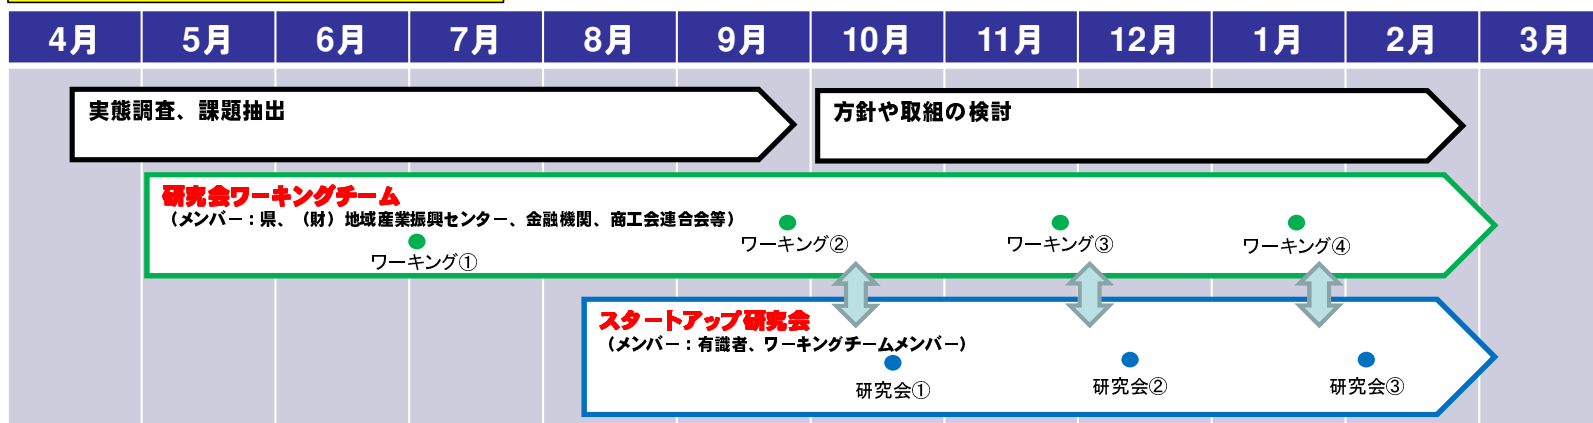 4月 5月 6月 7月 8月 9月 10月 11月 12月 1月 2月 3月
実態調査、課題抽出
方針や取組の検討
研究会ワーキングチーム
（メンバー：県、（財）地域産業振興センター、金融機関、商工会連合会等）
ワーキング①
ワーキング②
ワーキング③
ワーキング④
スタートアップ研究会
（メンバー：有識者、ワーキングチームメンバー）
研究会①
研究会②
研究会③